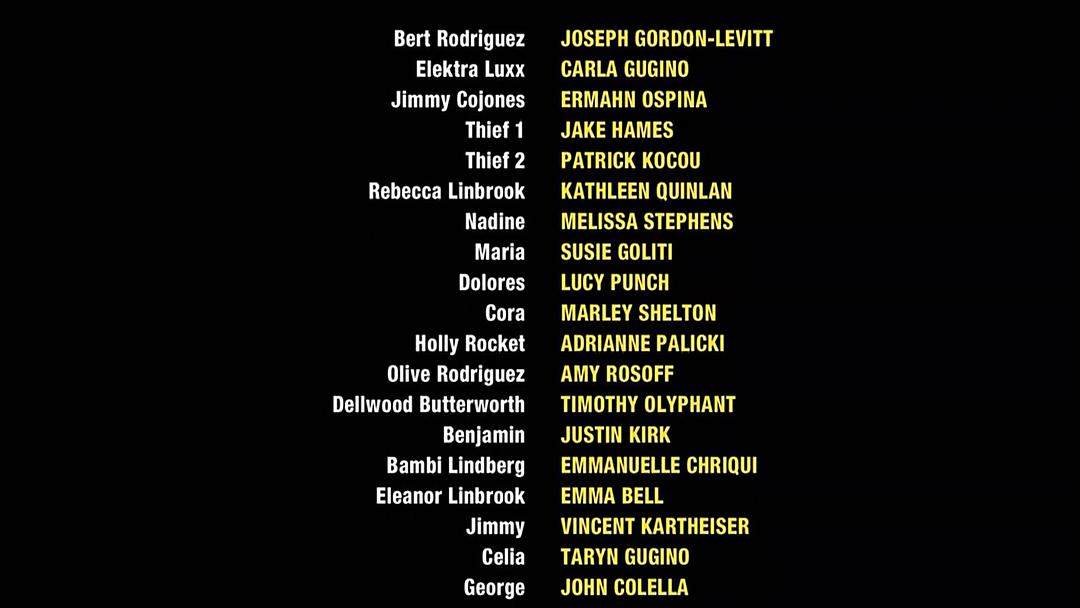 Bert Rodriguez JOSEPH GORDON-LEVITT
Elektra Luxx CARLA GUGINO
Jimmy Cojones ERMAHN OSPINA
Thief 1 JAKE HAMES
Thief 2 PATRICK KOCOU
Rebecca Linbrook KATHLEEN QUINLAN
Nadine MELISSA STEPHENS
Maria SUSIE GOLITI
Dolores LUCY PUNCH
Cora MARLEY SHELTON
Holly Rocket ADRIANNE PALICKI
Olive Rodriguez AMY ROSOFF
Dellwood Butterworth TIMOTHY OLYPHANT
Benjamin JUSTIN KIRK
Bambi Lindberg EMMANUELLE CHRIQUI
Eleanor Linbrook EMMA BELL
Jimmy VINCENT KARTHEISER
Celia TARYN GUGINO
George JOHN COLELLA